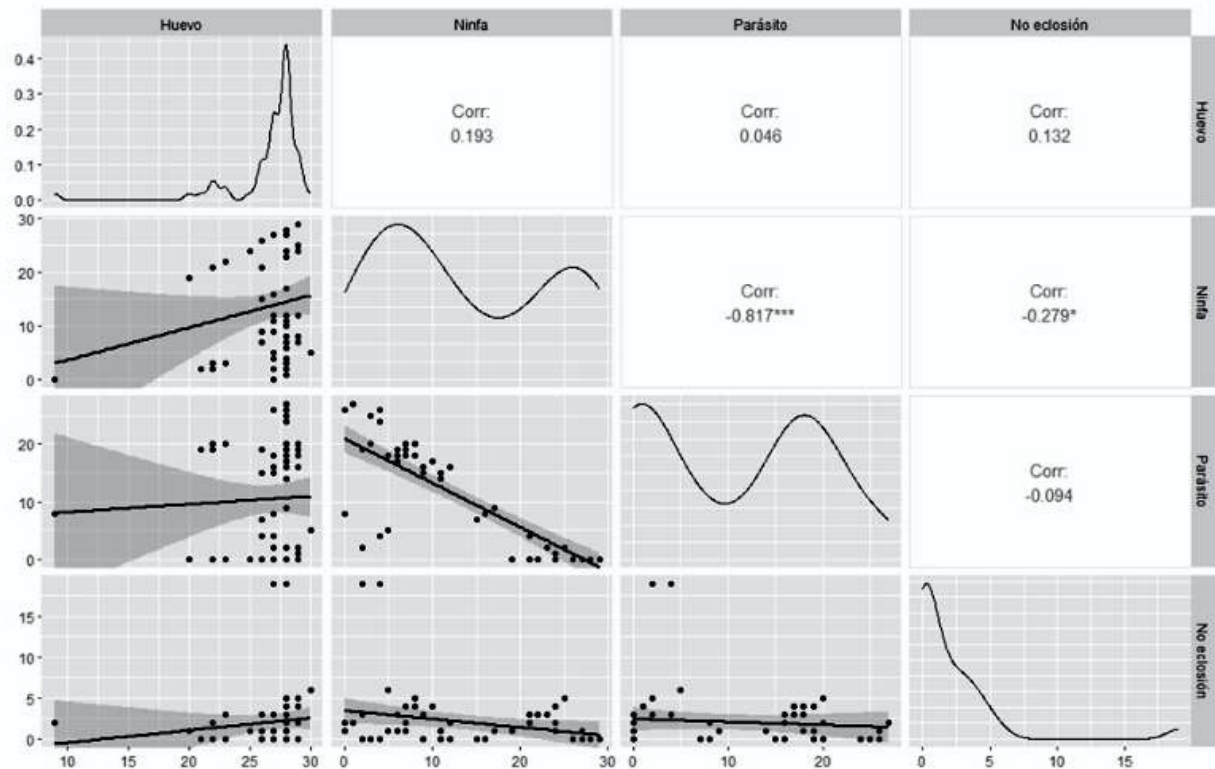 Huevo Ninfa Parásito No eclosión
0.4
0.3
0.2
0.1
0.0
Corr:
0.193
Corr:
0.046
Corr:
0.132
Huevo
30
20
10
0
Corr:
-0.817***
Corr:
-0.279*
Ninfa
20
10
0
Corr:
-0.094
Parásito
15
10
5
0
No eclosión
10 15 20 25 30 0 10 20 30 0 10 20 0 5 10 15